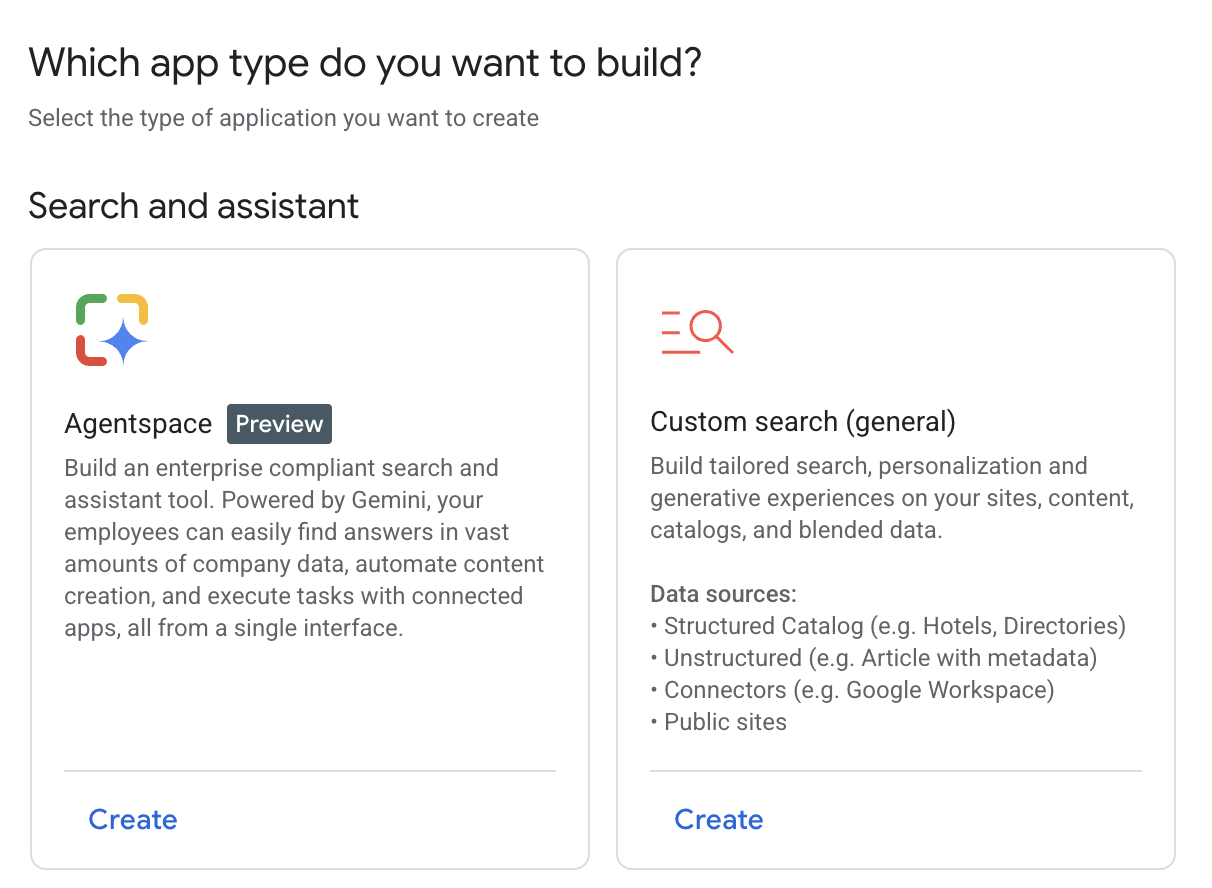 Which app type do you want to build?
Select the type of application you want to create
Search and assistant
Agentspace Preview
Build an enterprise compliant search and
assistant tool. Powered by Gemini, your
employees can easily find answers in vast
amounts of company data, automate content
creation, and execute tasks with connected
apps, all from a single interface.
Create
Custom search (general)
Build tailored search, personalization and
generative experiences on your sites, content,
catalogs, and blended data.
Data sources:
• Structured Catalog (e.g. Hotels, Directories)
• Unstructured (e.g. Article with metadata)
• Connectors (e.g. Google Workspace)
• Public sites
Create